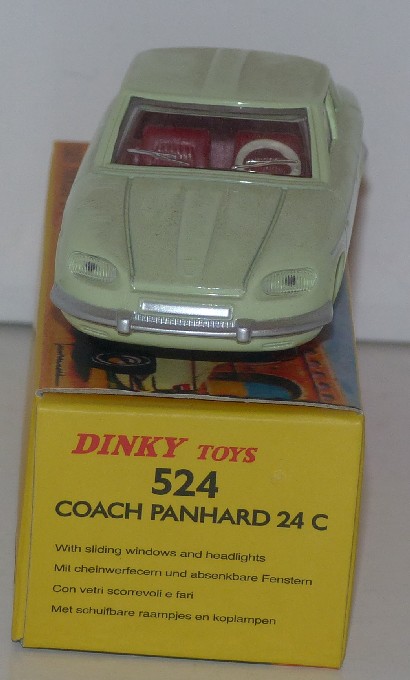 DINKY TOYS
524
COACH PANHARD 24 C
With sliding windows and headlights
Mit cheinwerfecern und absenkbare Fenstern
Con vetri scorrevoli e fari
Met schuifbare raampjes en koplampen